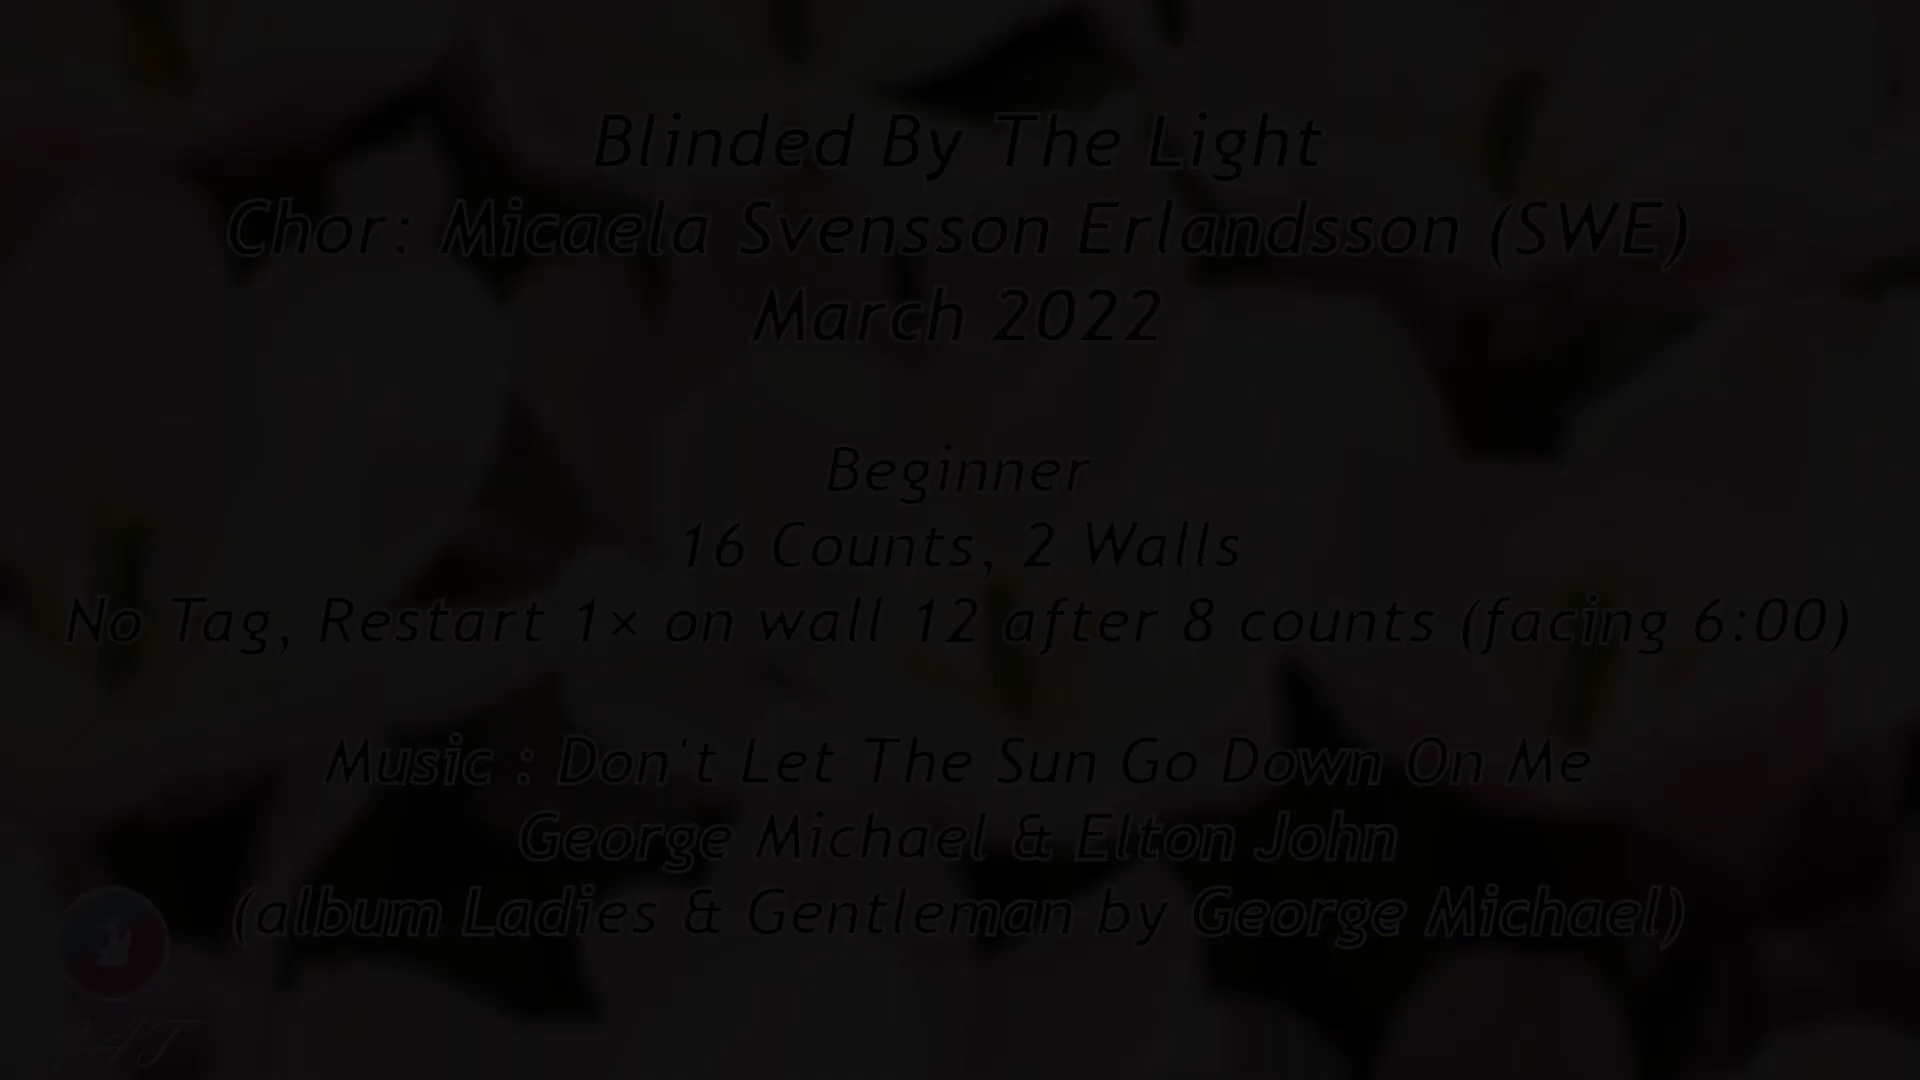 Blinded By The Light
Chor: Micaela Svensson Erlandsson (SWE)
March 2022
Beginner
16 Counts, 2 Walls
No Tag, Restart 1× on wall 12 after 8 counts (facing 6:00)
Music : Don't Let The Sun Go Down On Me
George Michael & Elton John
(album Ladies & Gentleman by George Michael)